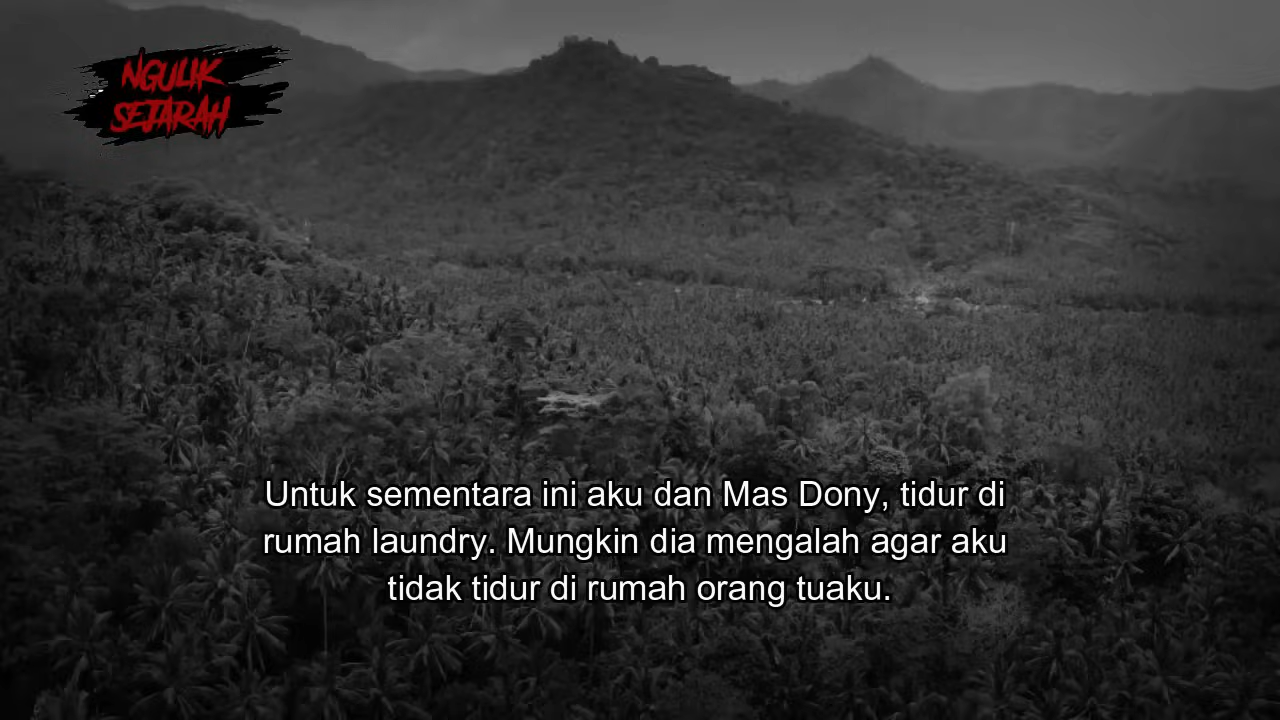 NGULIK
SEJARAH
Untuk sementara ini aku dan Mas Dony, tidur di
rumah laundry. Mungkin dia mengalah agar aku
tidak tidur di rumah orang tuaku.